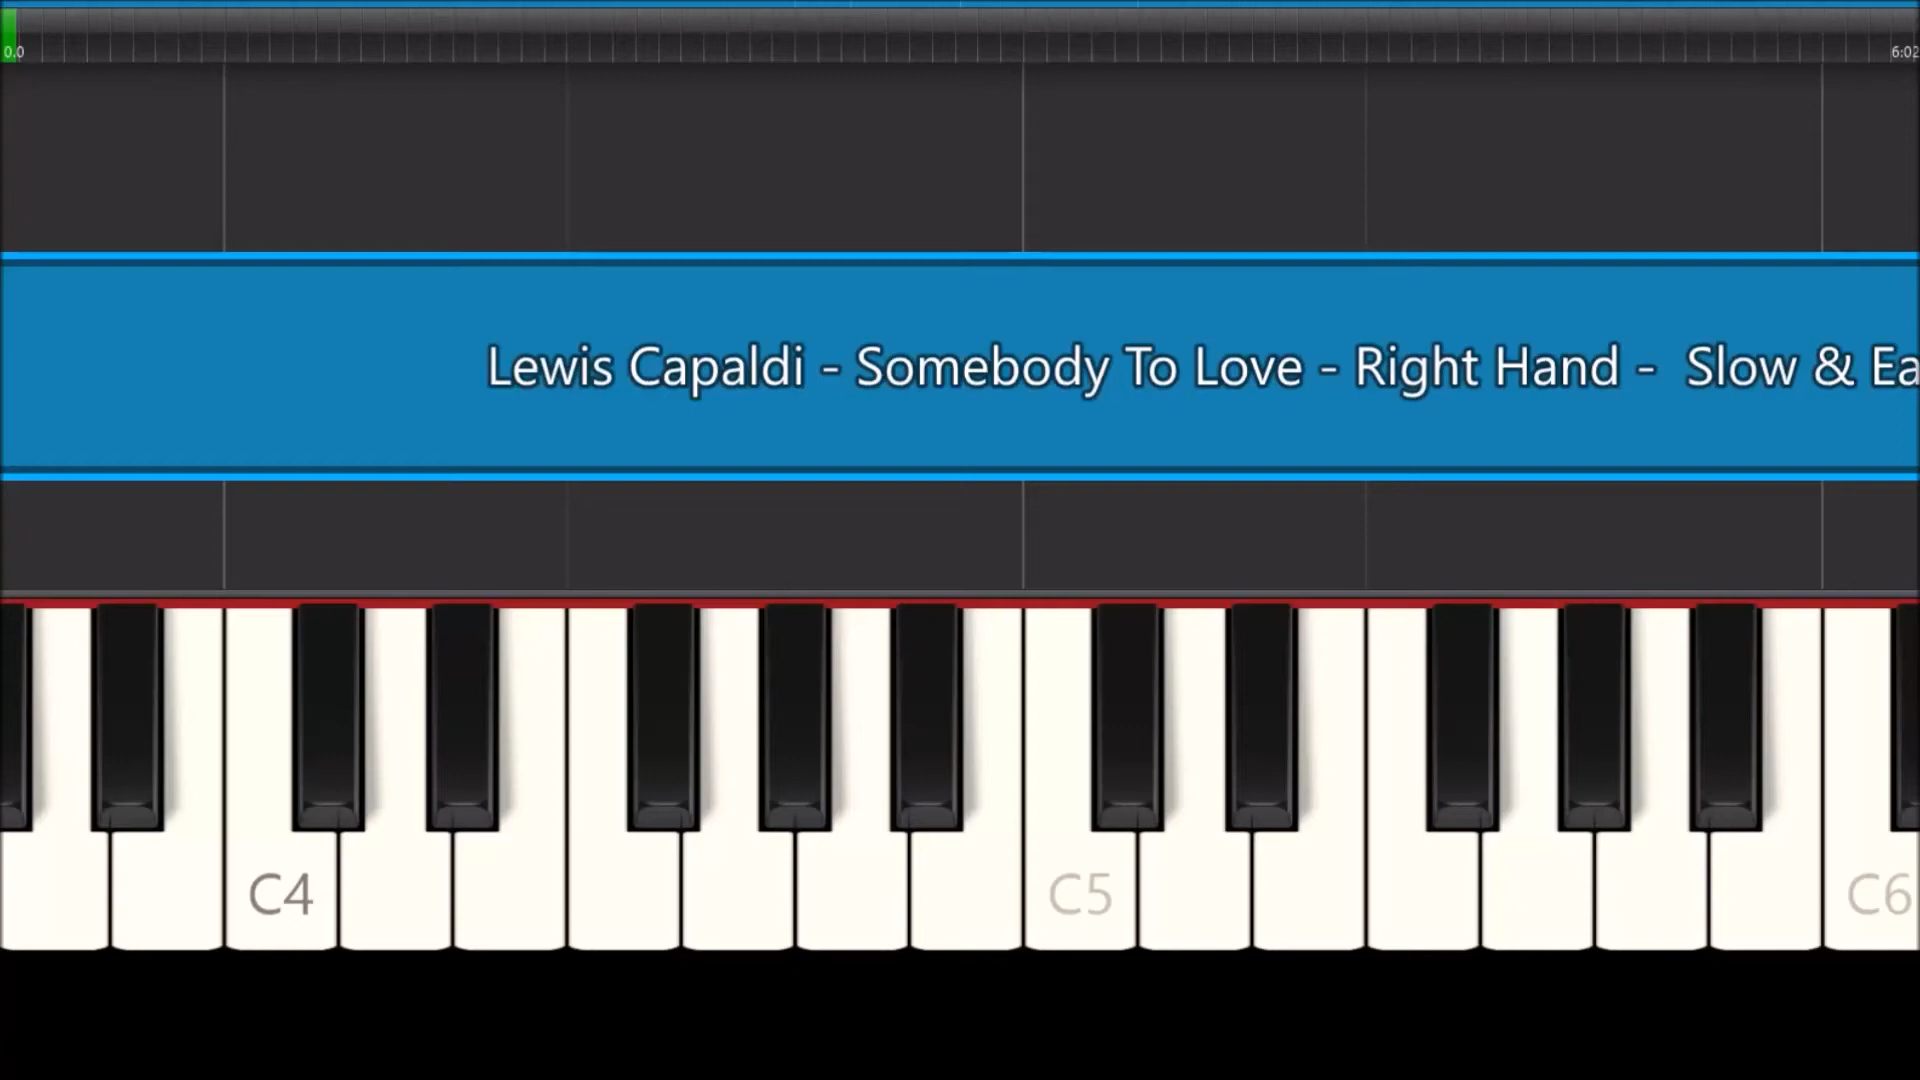 0.0
6:02
Lewis Capaldi - Somebody To Love - Right Hand - Slow & Ea
C4
C5
C6